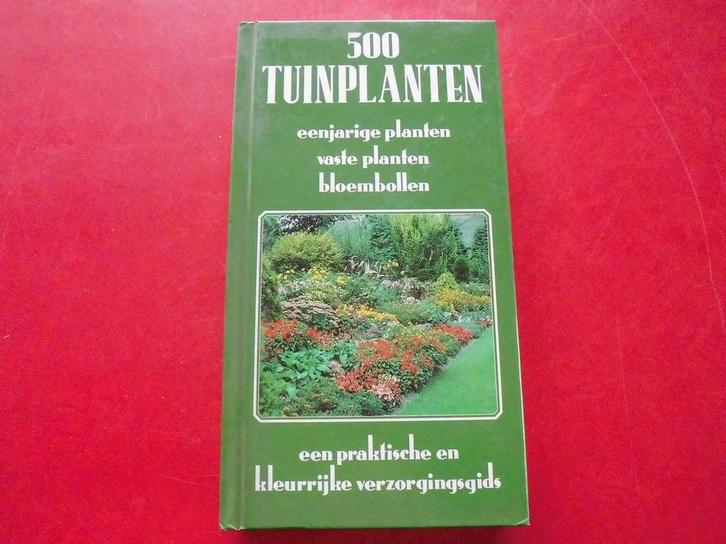 500
TUINPLANTEN
eenjarige planten
vaste planten
bloembollen
een praktische en
kleurrijke verzorgingsgids